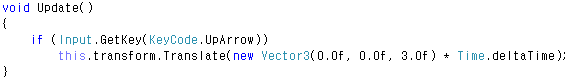 void Update()
{
    if (Input.GetKey(KeyCode.UpArrow))
        this.transform.Translate(new Vector3(0.0f, 0.0f, 3.0f) * Time.deltaTime);
}